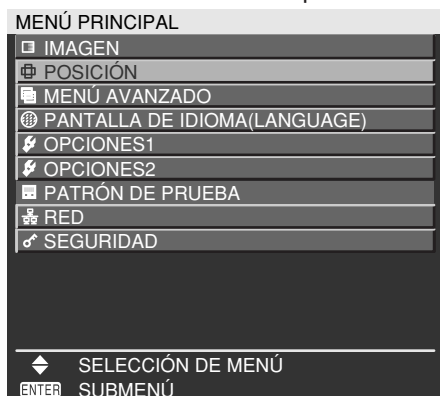 MENÚ PRINCIPAL
IMAGEN
POSICIÓN
MENÚ AVANZADO
PANTALLA DE IDIOMA(LANGUAGE)
OPCIONES1
OPCIONES2
PATRÓN DE PRUEBA
RED
SEGURIDAD
SELECCIÓN DE MENÚ
ENTER SUBMENÚ